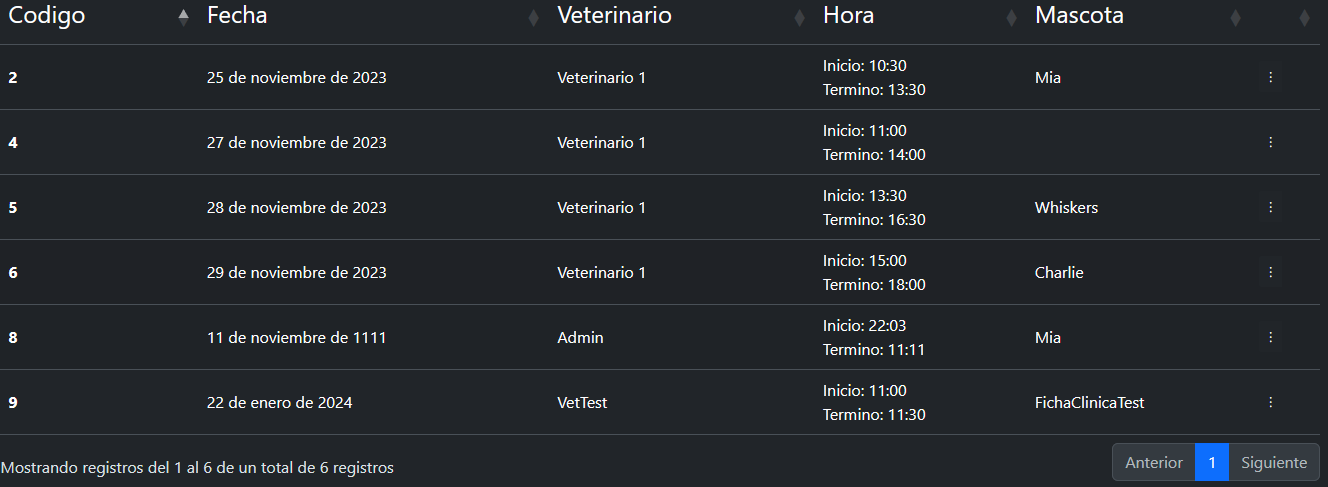 Codigo Fecha Veterinario Hora Mascota
2 25 de noviembre de 2023 Veterinario 1 Inicio: 10:30 Mia
Termino: 13:30
4 27 de noviembre de 2023 Veterinario 1 Inicio: 11:00
Termino: 14:00
5 28 de noviembre de 2023 Veterinario 1 Inicio: 13:30 Whiskers
Termino: 16:30
6 29 de noviembre de 2023 Veterinario 1 Inicio: 15:00 Charlie
Termino: 18:00
8 11 de noviembre de 1111 Admin Inicio: 22:03 Mia
Termino: 11:11
9 22 de enero de 2024 VetTest Inicio: 11:00 FichaClinicaTest
Termino: 11:30
Mostrando registros del 1 al 6 de un total de 6 registros
Anterior 1 Siguiente